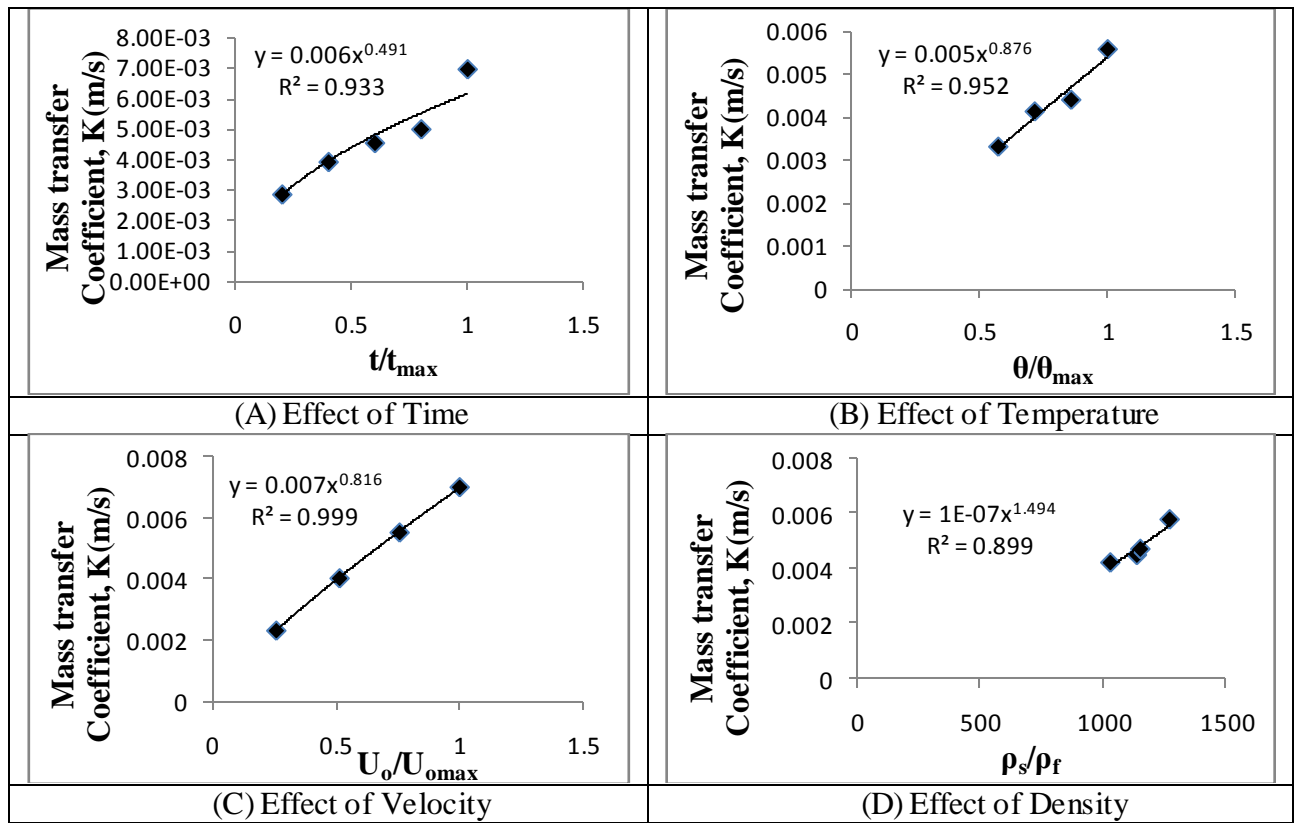 8.00E-03
7.00E-03
6.00E-03
5.00E-03
4.00E-03
3.00E-03
2.00E-03
1.00E-03
0.00E+00
Mass transfer
Coefficient, K(m/s)
y = 0.006x^0.491
R² = 0.933
0 0.5 1 1.5
t/t_max
(A) Effect of Time
0.006
0.005
0.004
0.003
0.002
0.001
0
Mass transfer
Coefficient, K(m/s)
y = 0.005x^0.876
R² = 0.952
0 0.5 1 1.5
θ/θ_max
(B) Effect of Temperature
0.008
0.006
0.004
0.002
0
Mass transfer
Coefficient, K(m/s)
y = 0.007x^0.816
R² = 0.999
0 0.5 1 1.5
U_o/U_omax
(C) Effect of Velocity
0.008
0.006
0.004
0.002
0
Mass transfer
Coefficient, K(m/s)
y = 1E-07x^1.494
R² = 0.899
0 500 1000 1500
ρ_s/ρ_f
(D) Effect of Density